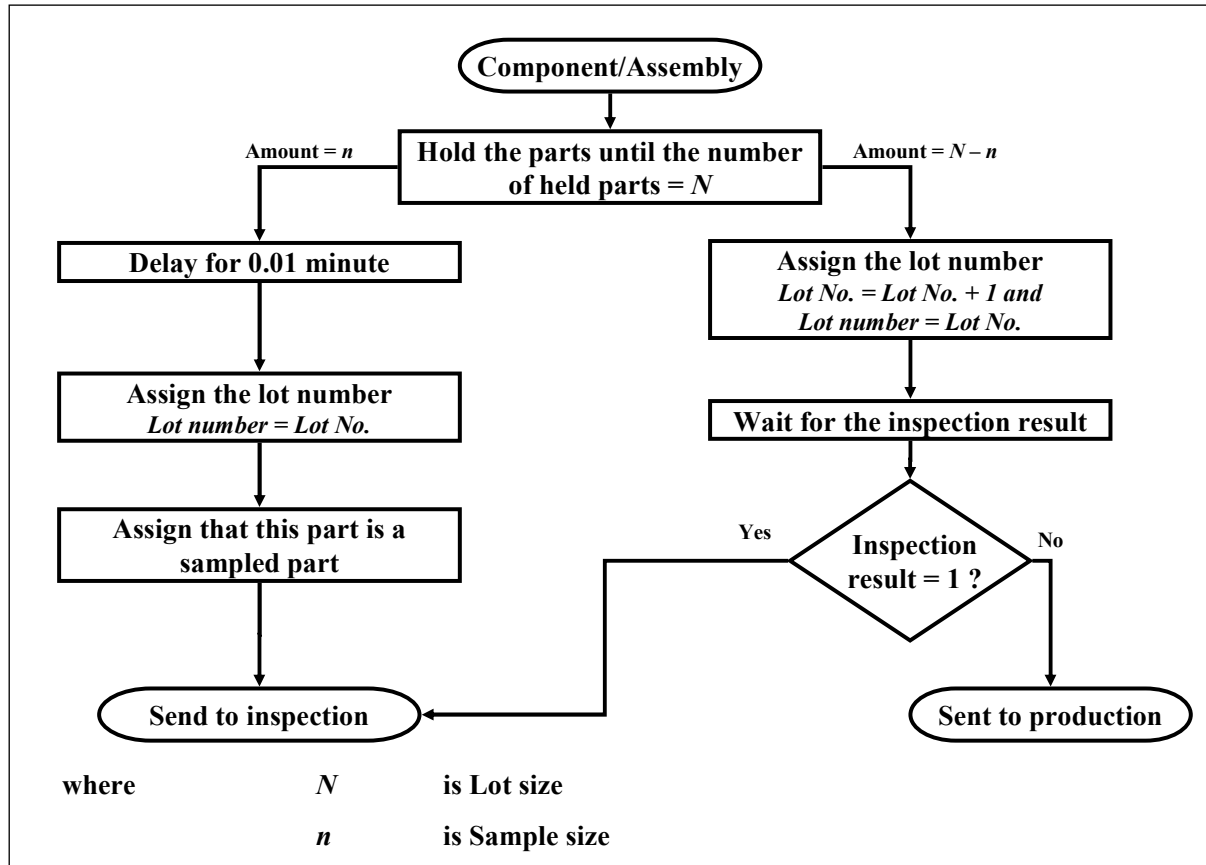 Component/Assembly
Amount = n
Hold the parts until the number
of held parts = N
Amount = N – n
Delay for 0.01 minute
Assign the lot number
Lot No. = Lot No. + 1 and
Lot number = Lot No.
Assign the lot number
Lot number = Lot No.
Wait for the inspection result
Assign that this part is a
sampled part
Yes
Inspection
result = 1 ?
No
Send to inspection
Sent to production
where N is Lot size
n is Sample size